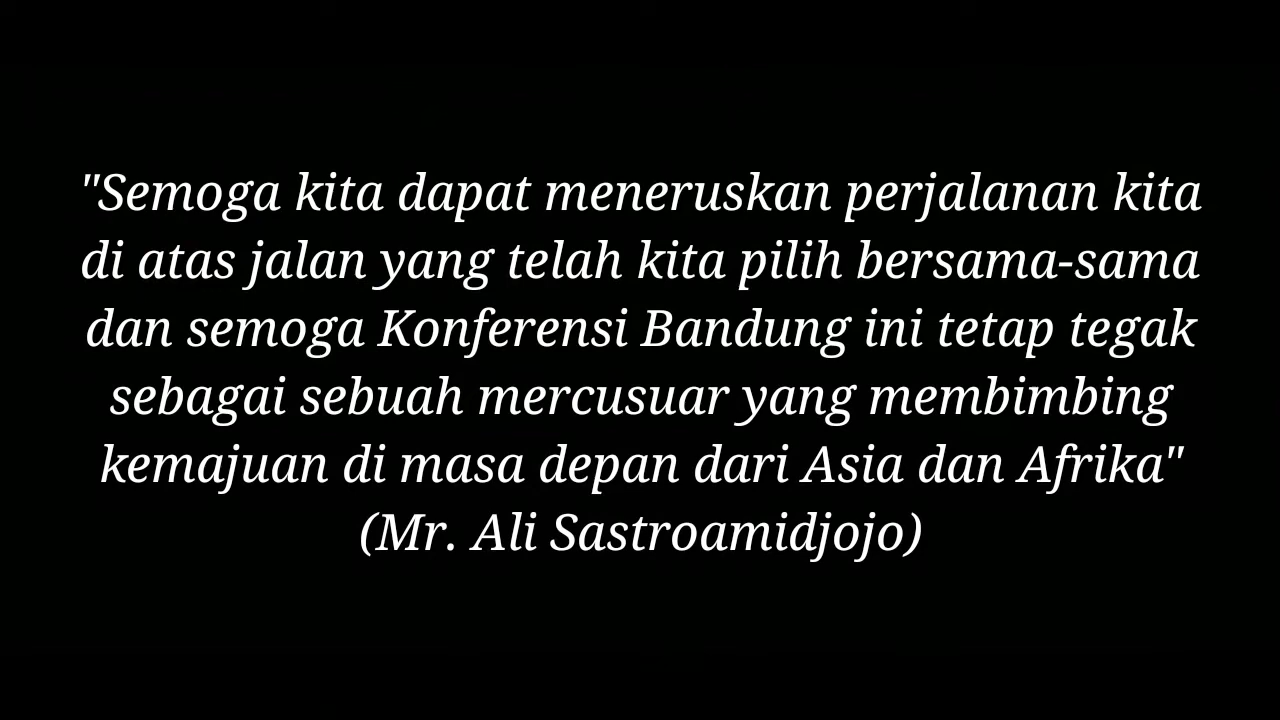 "Semoga kita dapat meneruskan perjalanan kita
di atas jalan yang telah kita pilih bersama-sama
dan semoga Konferensi Bandung ini tetap tegak
sebagai sebuah mercusuar yang membimbing
kemajuan di masa depan dari Asia dan Afrika"
(Mr. Ali Sastroamidjojo)